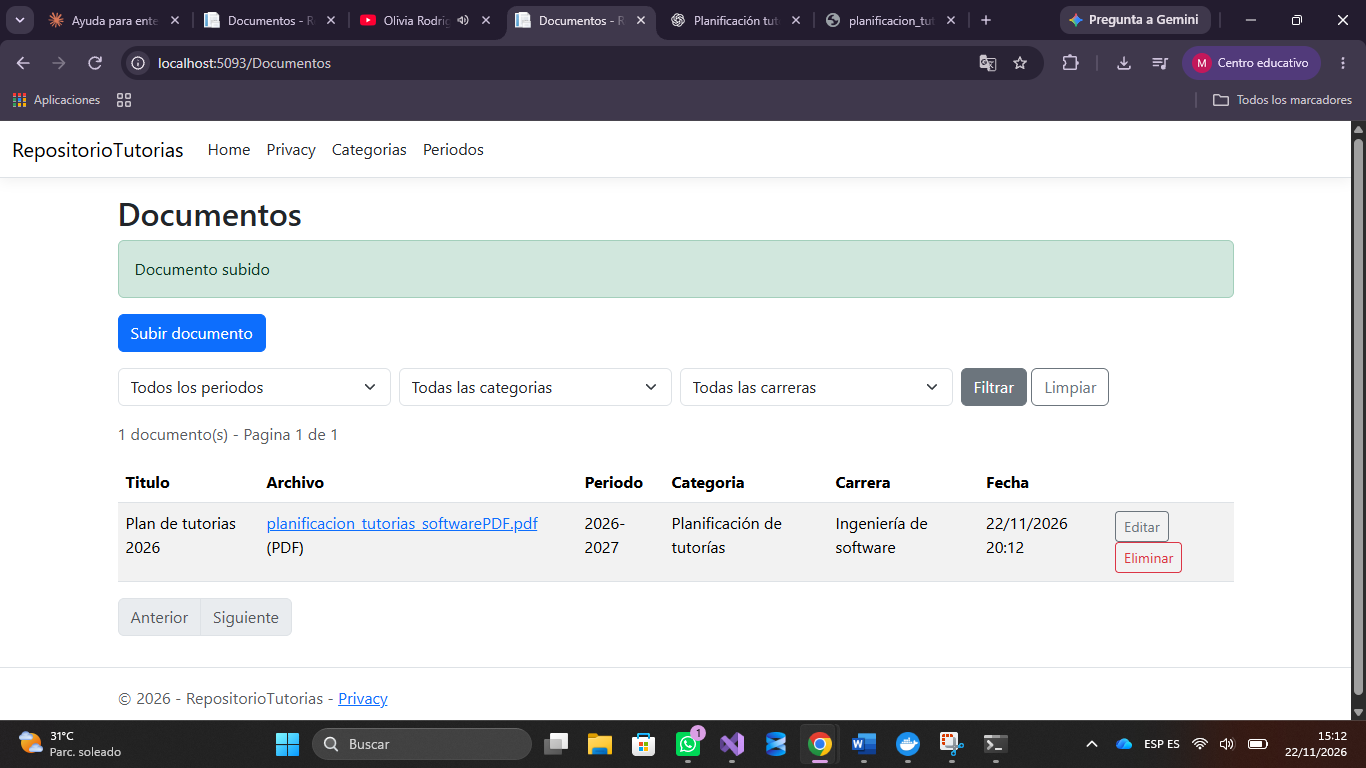 Ayuda para ente
Documentos - R
Olivia Rodrig
Documentos - R
Planificación tut
planificacion_tut
Pregunta a Gemini
localhost:5093/Documentos
M
Centro educativo
Aplicaciones
Todos los marcadores
RepositorioTutorias
Home
Privacy
Categorias
Periodos
Documentos
Documento subido
Subir documento
Todos los periodos
Todas las categorias
Todas las carreras
Filtrar
Limpiar
1 documento(s) - Pagina 1 de 1
Titulo
Archivo
Periodo
Categoria
Carrera
Fecha
Plan de tutorias
2026
planificacion_tutorias_softwarePDF.pdf
(PDF)
2026-
2027
Planificación de
tutorías
Ingeniería de
software
22/11/2026
20:12
Editar
Eliminar
Anterior
Siguiente
© 2026 - RepositorioTutorias - Privacy
31°C
Parc. soleado
Buscar
1
ESP ES
15:12
22/11/2026